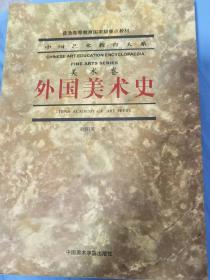 普通高等教育国家级重点教材
中国艺术教育大系
CHINESE ART EDUCATION ENCYCLOPAEDIA
FINE ARTS SERIES
美术卷
外国美术史
CHINA ACADEMY OF ART PRESS
中国美术学院出版社